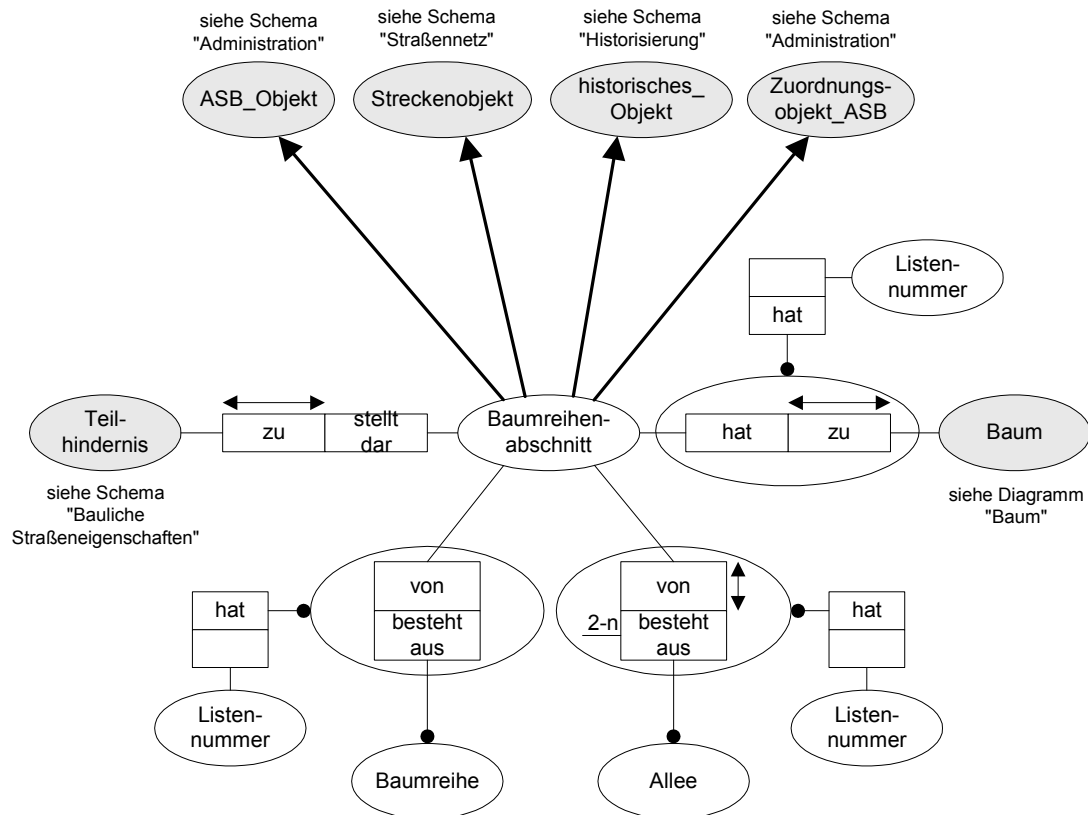 siehe Schema
"Administration"
siehe Schema
"Straßennetz"
siehe Schema
"Historisierung"
siehe Schema
"Administration"
ASB_Objekt
Streckenobjekt
historisches_
Objekt
Zuordnungs-
objekt_ASB
Listen-
nummer
hat
Teil-
hindernis
zu
stellt
dar
Baumreihen-
abschnitt
hat
zu
Baum
siehe Schema
"Bauliche
Straßeneigenschaften"
siehe Diagramm
"Baum"
hat
von
besteht
aus
von
2-n
besteht
aus
hat
Listen-
nummer
Listen-
nummer
Baumreihe
Allee